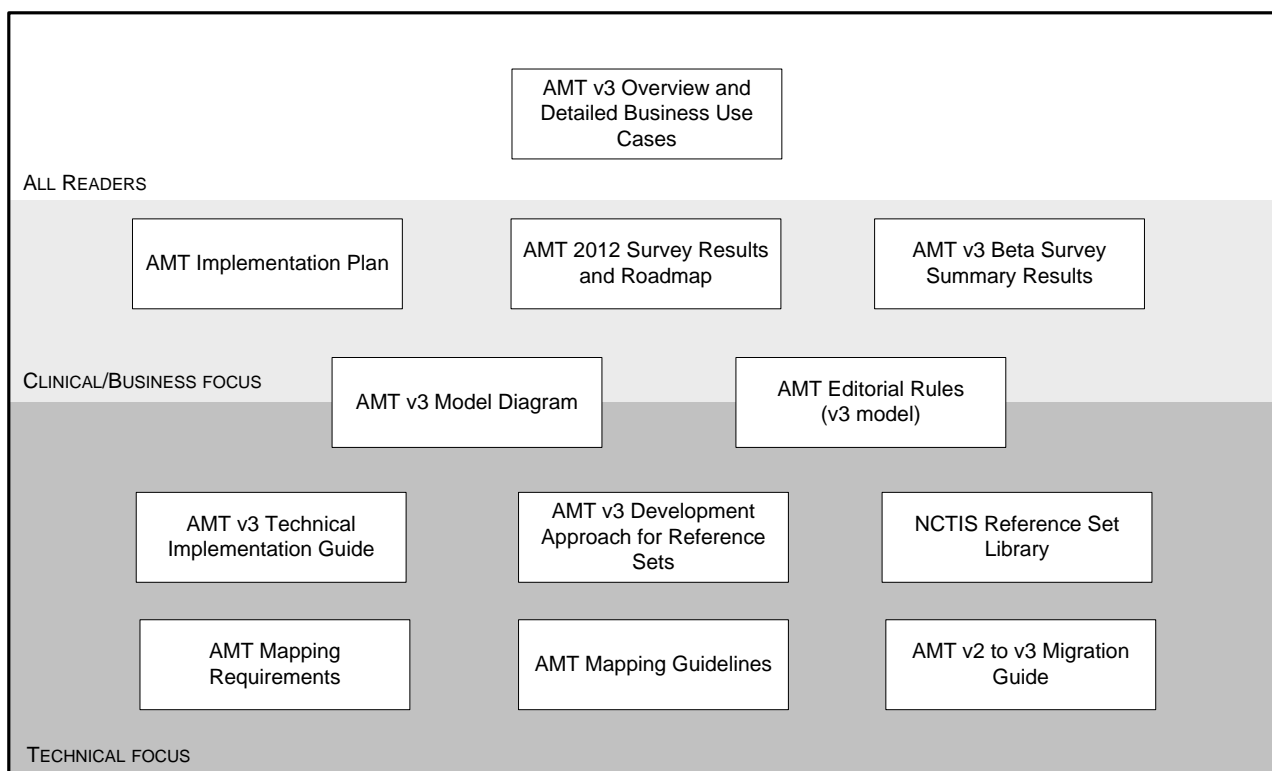 AMT v3 Overview and
Detailed Business Use
Cases
ALL READERS
AMT Implementation Plan
AMT 2012 Survey Results
and Roadmap
AMT v3 Beta Survey
Summary Results
CLINICAL/BUSINESS FOCUS
AMT v3 Model Diagram
AMT Editorial Rules
(v3 model)
AMT v3 Technical
Implementation Guide
AMT v3 Development
Approach for Reference
Sets
NCTIS Reference Set
Library
AMT Mapping
Requirements
AMT Mapping Guidelines
AMT v2 to v3 Migration
Guide
TECHNICAL FOCUS